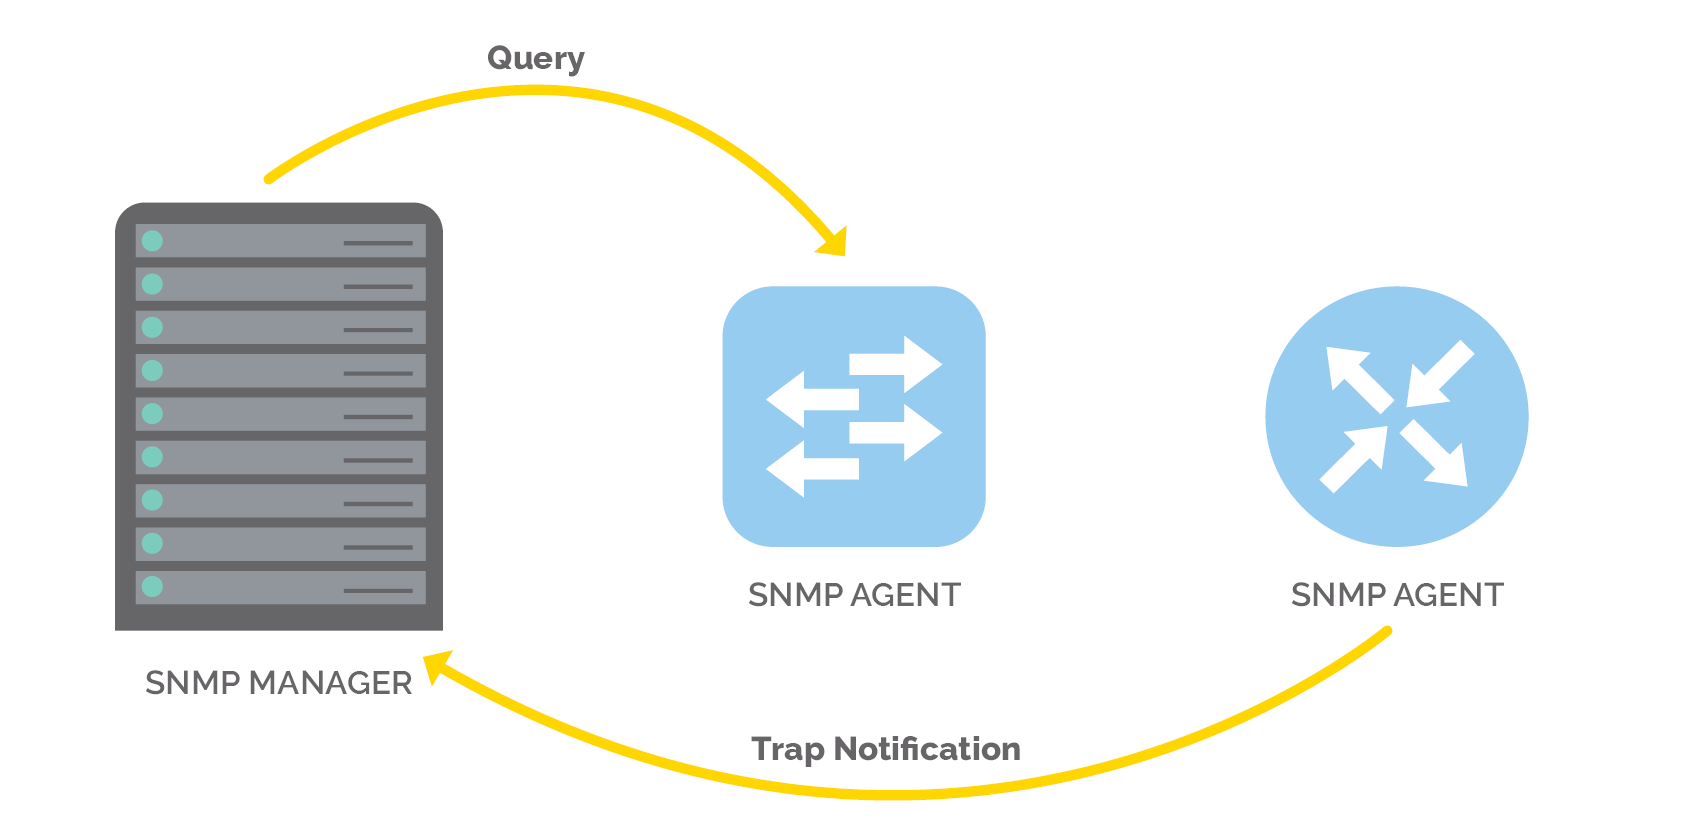 Query
SNMP AGENT
SNMP AGENT
SNMP MANAGER
Trap Notification